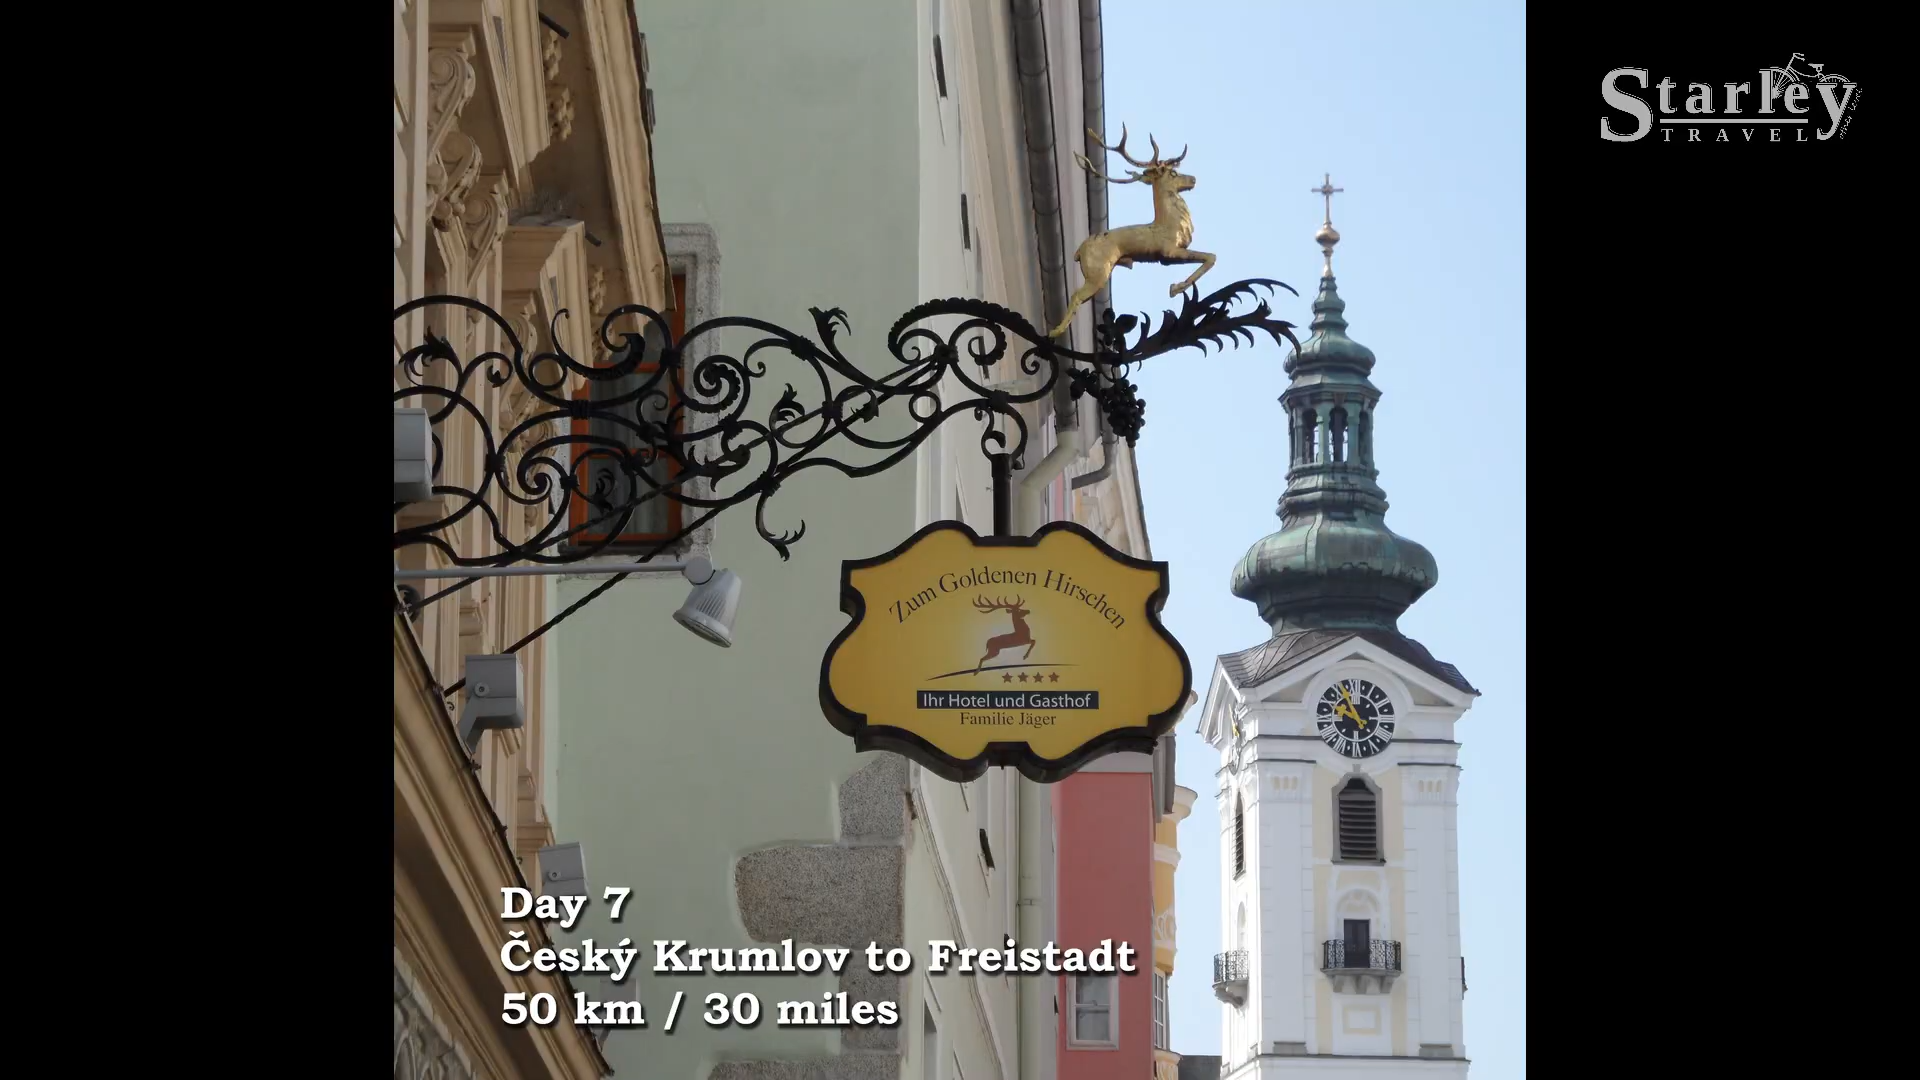 Starley
TRAVEL
Zum Goldenen Hirschen
Ihr Hotel und Gasthof
Familie Jäger
Day 7
Český Krumlov to Freistadt
50 km / 30 miles